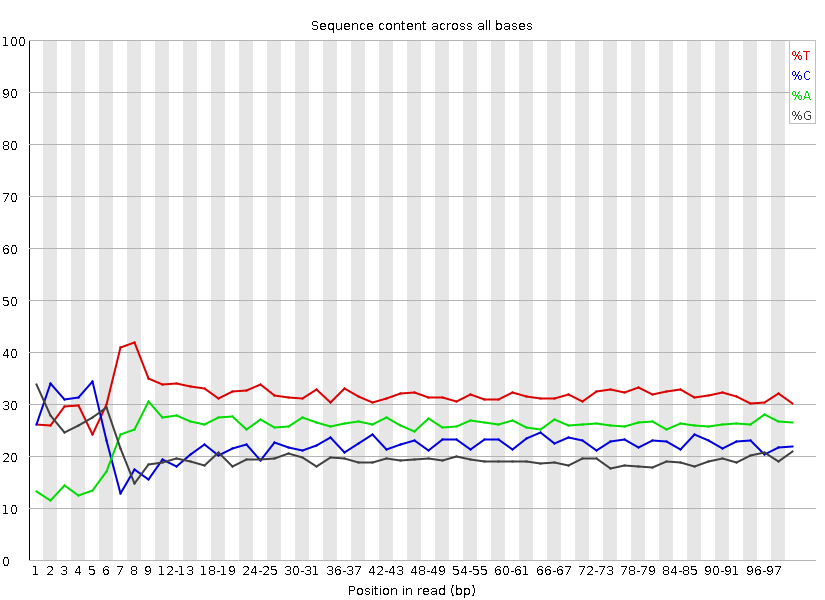 Sequence content across all bases
100
90
80
70
60
50
40
30
20
10
0
%T
%C
%A
%G
1 2 3 4 5 6 7 8 9 12-13 18-19 24-25 30-31 36-37 42-43 48-49 54-55 60-61 66-67 72-73 78-79 84-85 90-91 96-97
Position in read (bp)